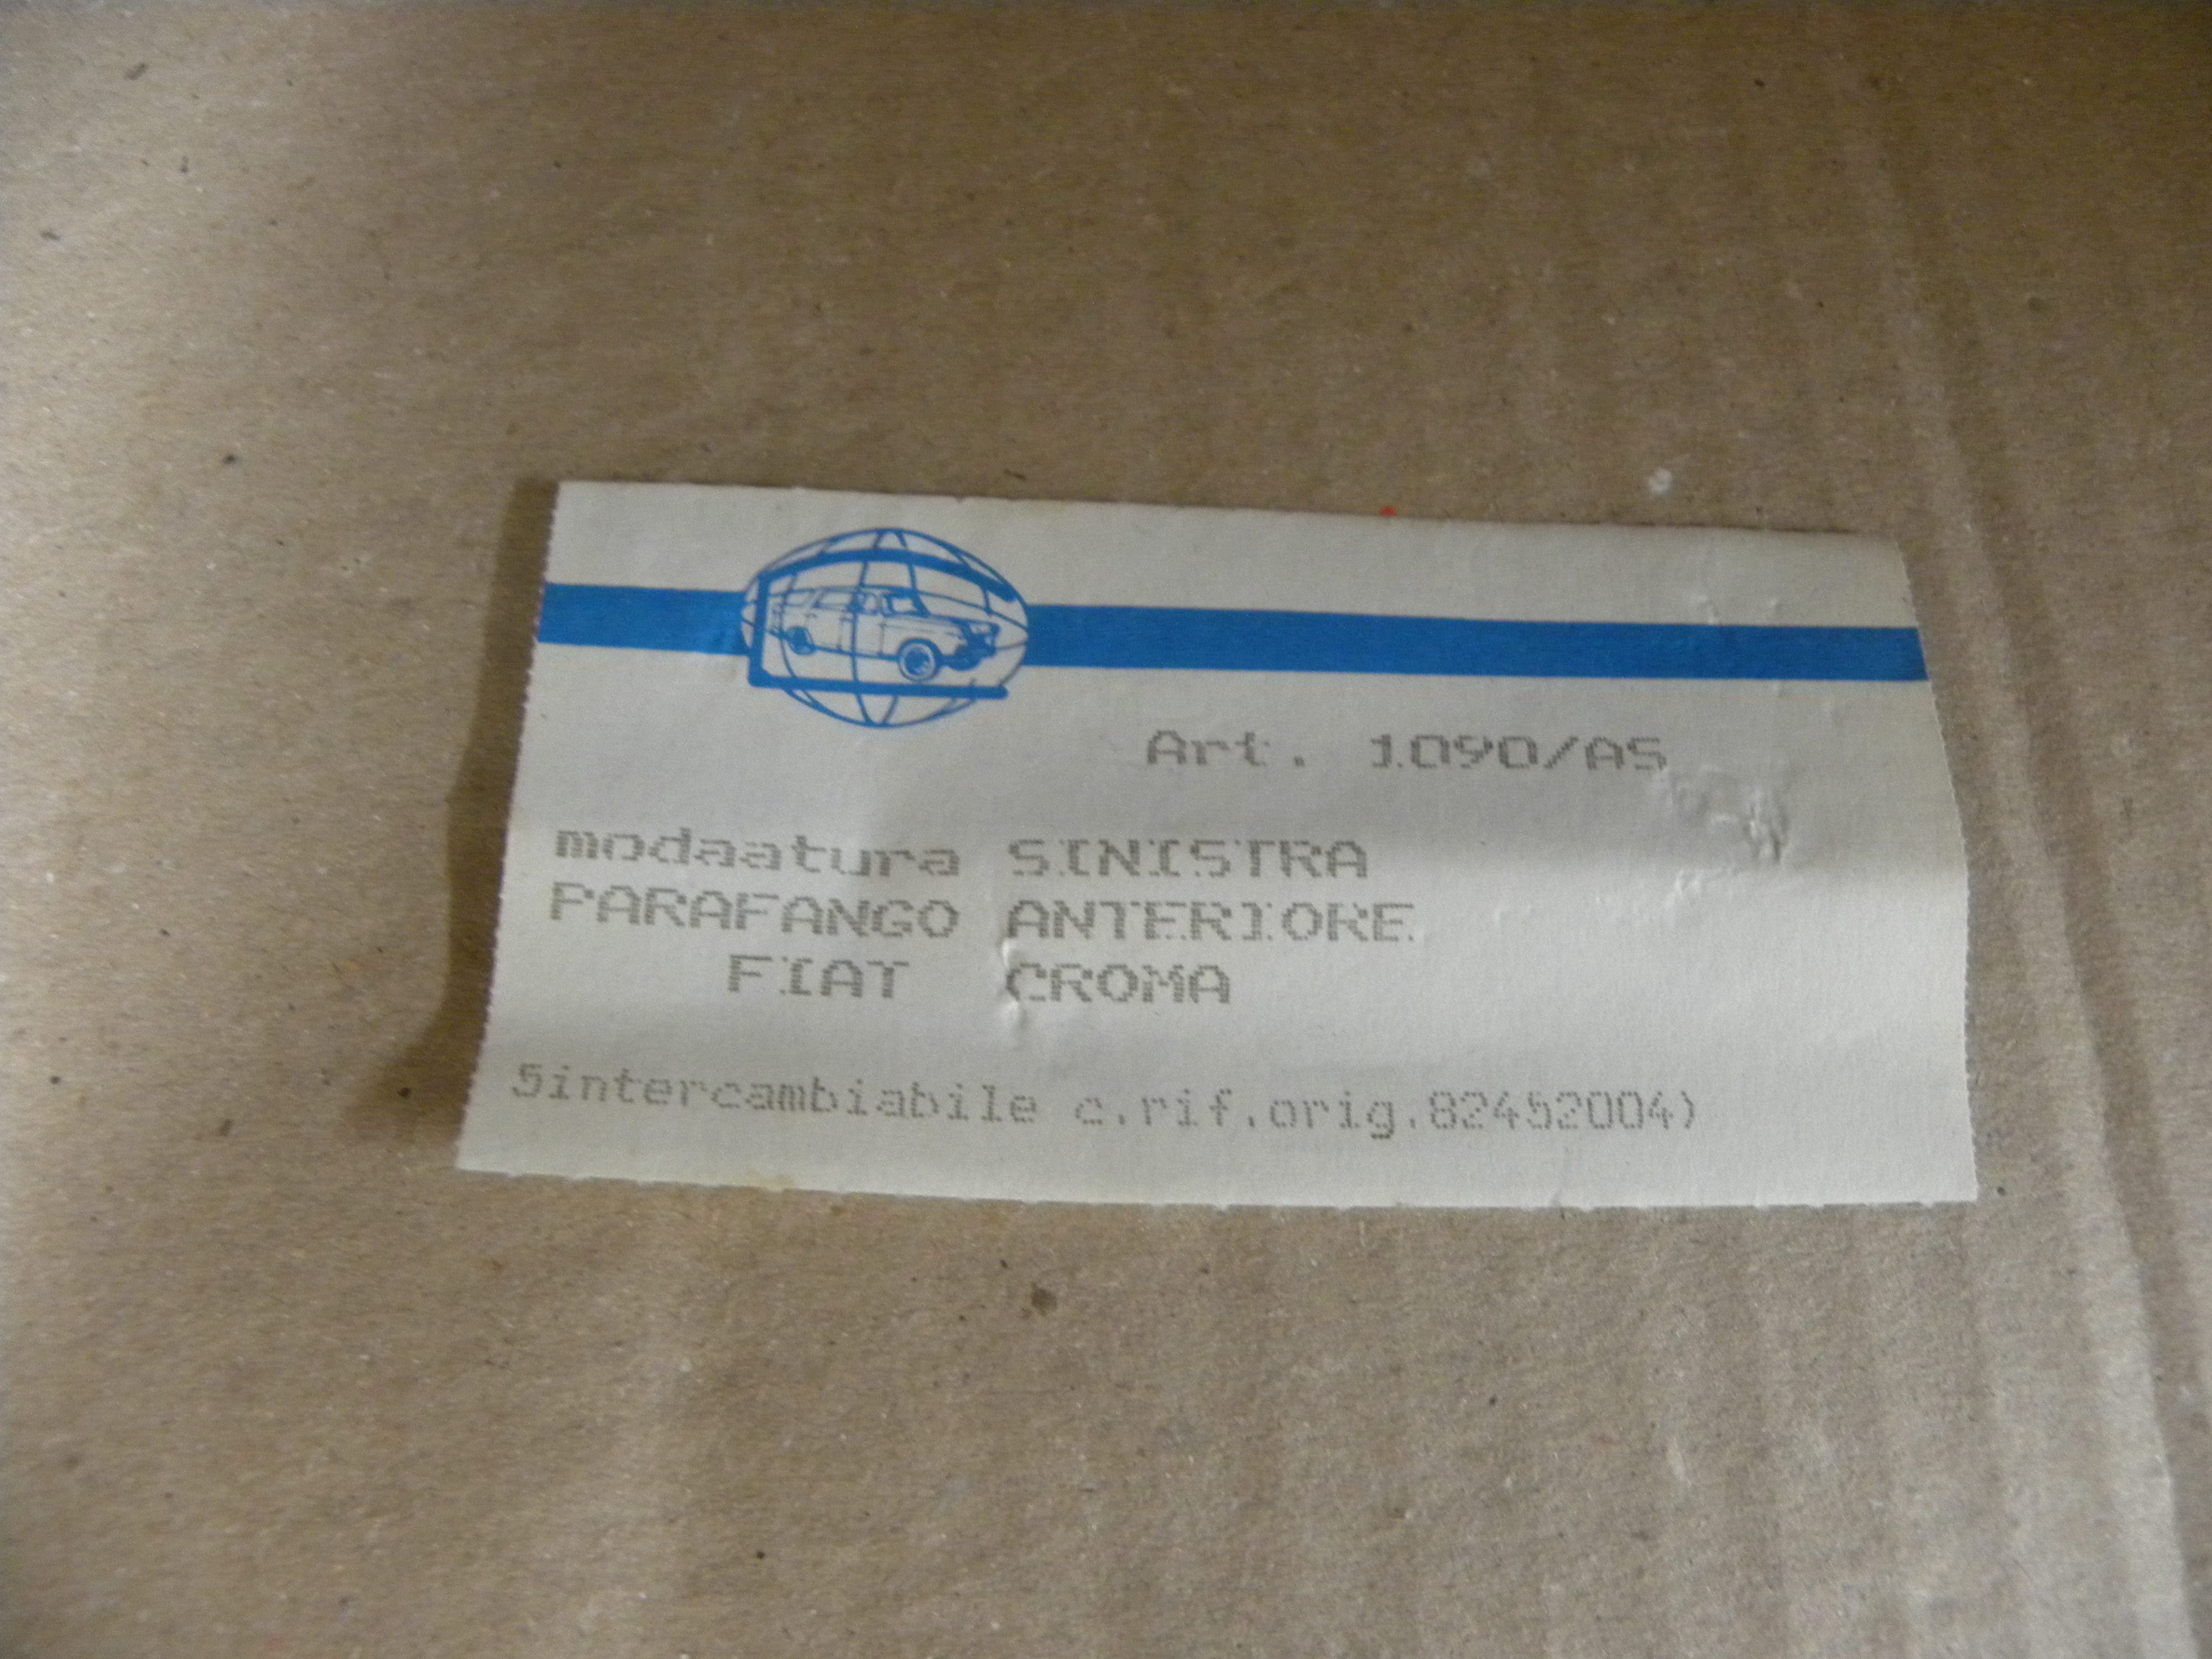 Art. 1090/AS
modaatura SINISTRA
PARAFANGO ANTERIORE
FIAT CROMA
5intercambiabile c.rif.orig.82452004)